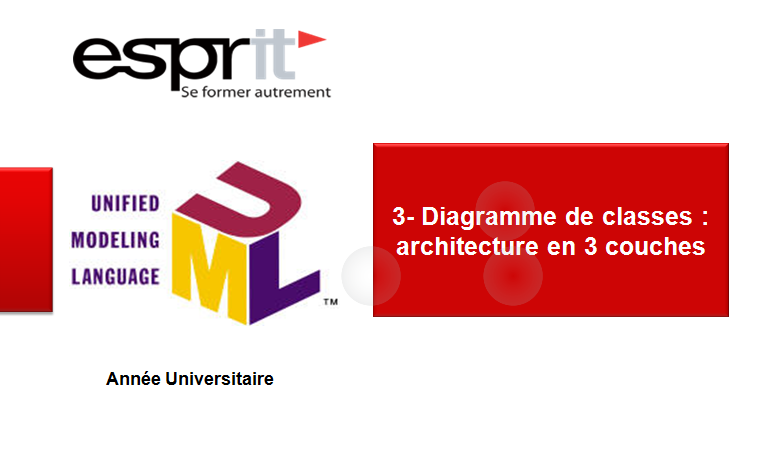 esprit
Se former autrement
UNIFIED
MODELING
LANGUAGE
UML
TM
3- Diagramme de classes :
architecture en 3 couches
Année Universitaire